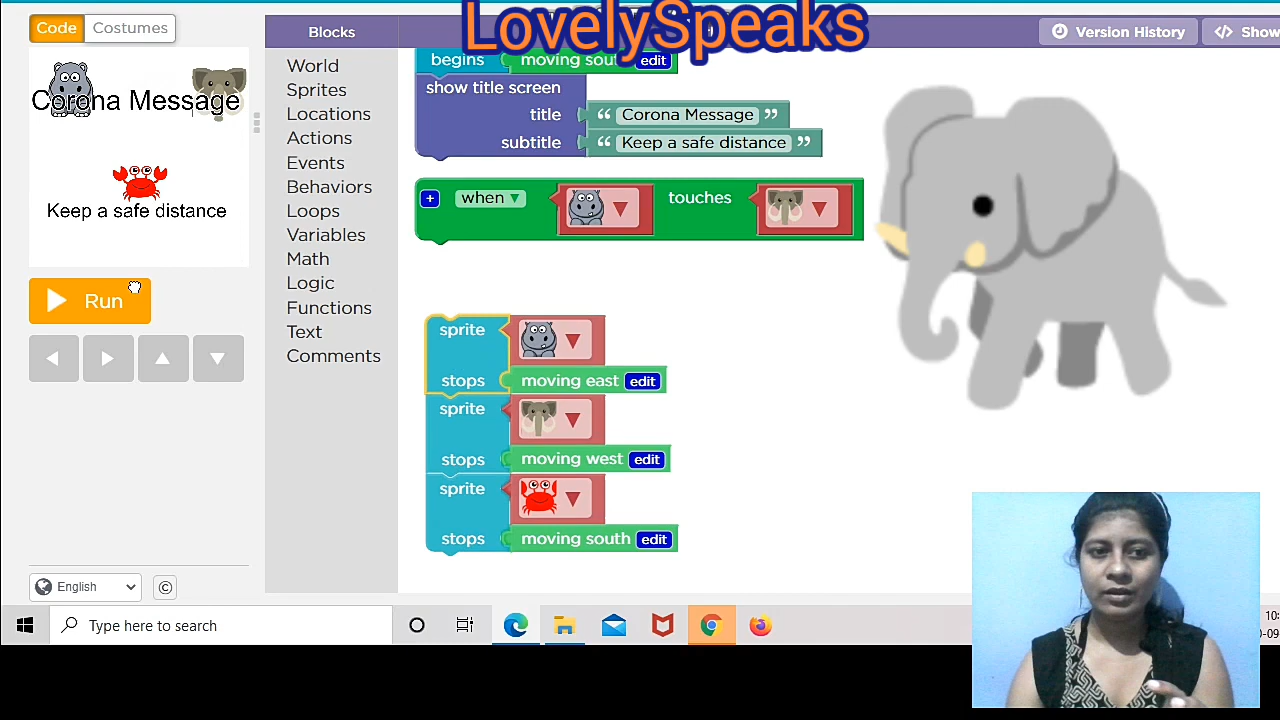 LovelySpeaks
Code Costumes
Blocks
Version History
Show
Corona Message
Keep a safe distance
Run
World
Sprites
Locations
Actions
Events
Behaviors
Loops
Variables
Math
Logic
Functions
Text
Comments
begins moving south edit
show title screen
title “ Corona Message ”
subtitle “ Keep a safe distance ”
+ when touches
sprite
stops moving east edit
sprite
stops moving west edit
sprite
stops moving south edit
English ©
Type here to search